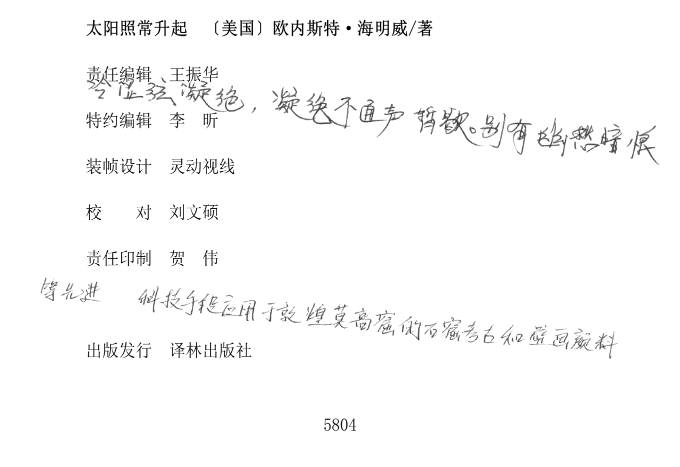 太阳照常升起 〔美国〕欧内斯特·海明威/著
责任编辑 王振华
冷涩弦凝绝，凝绝不通声暂歇。别有幽愁暗恨
特约编辑 李 昕
装帧设计 灵动视线
校 对 刘文硕
责任印制 贺 伟
等先进 科技手段应用于敦煌莫高窟的石窟考古和壁画颜料
出版发行 译林出版社
5804